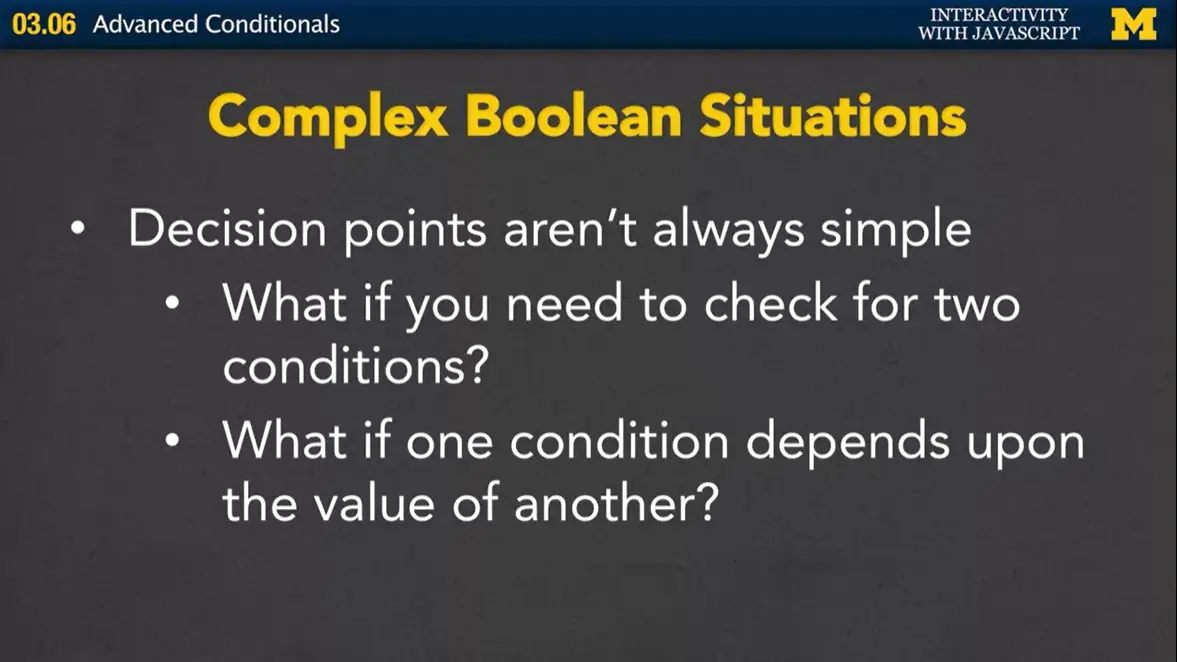 03.06 Advanced Conditionals
INTERACTIVITY
WITH JAVASCRIPT
M
Complex Boolean Situations
• Decision points aren’t always simple
• What if you need to check for two
conditions?
• What if one condition depends upon
the value of another?